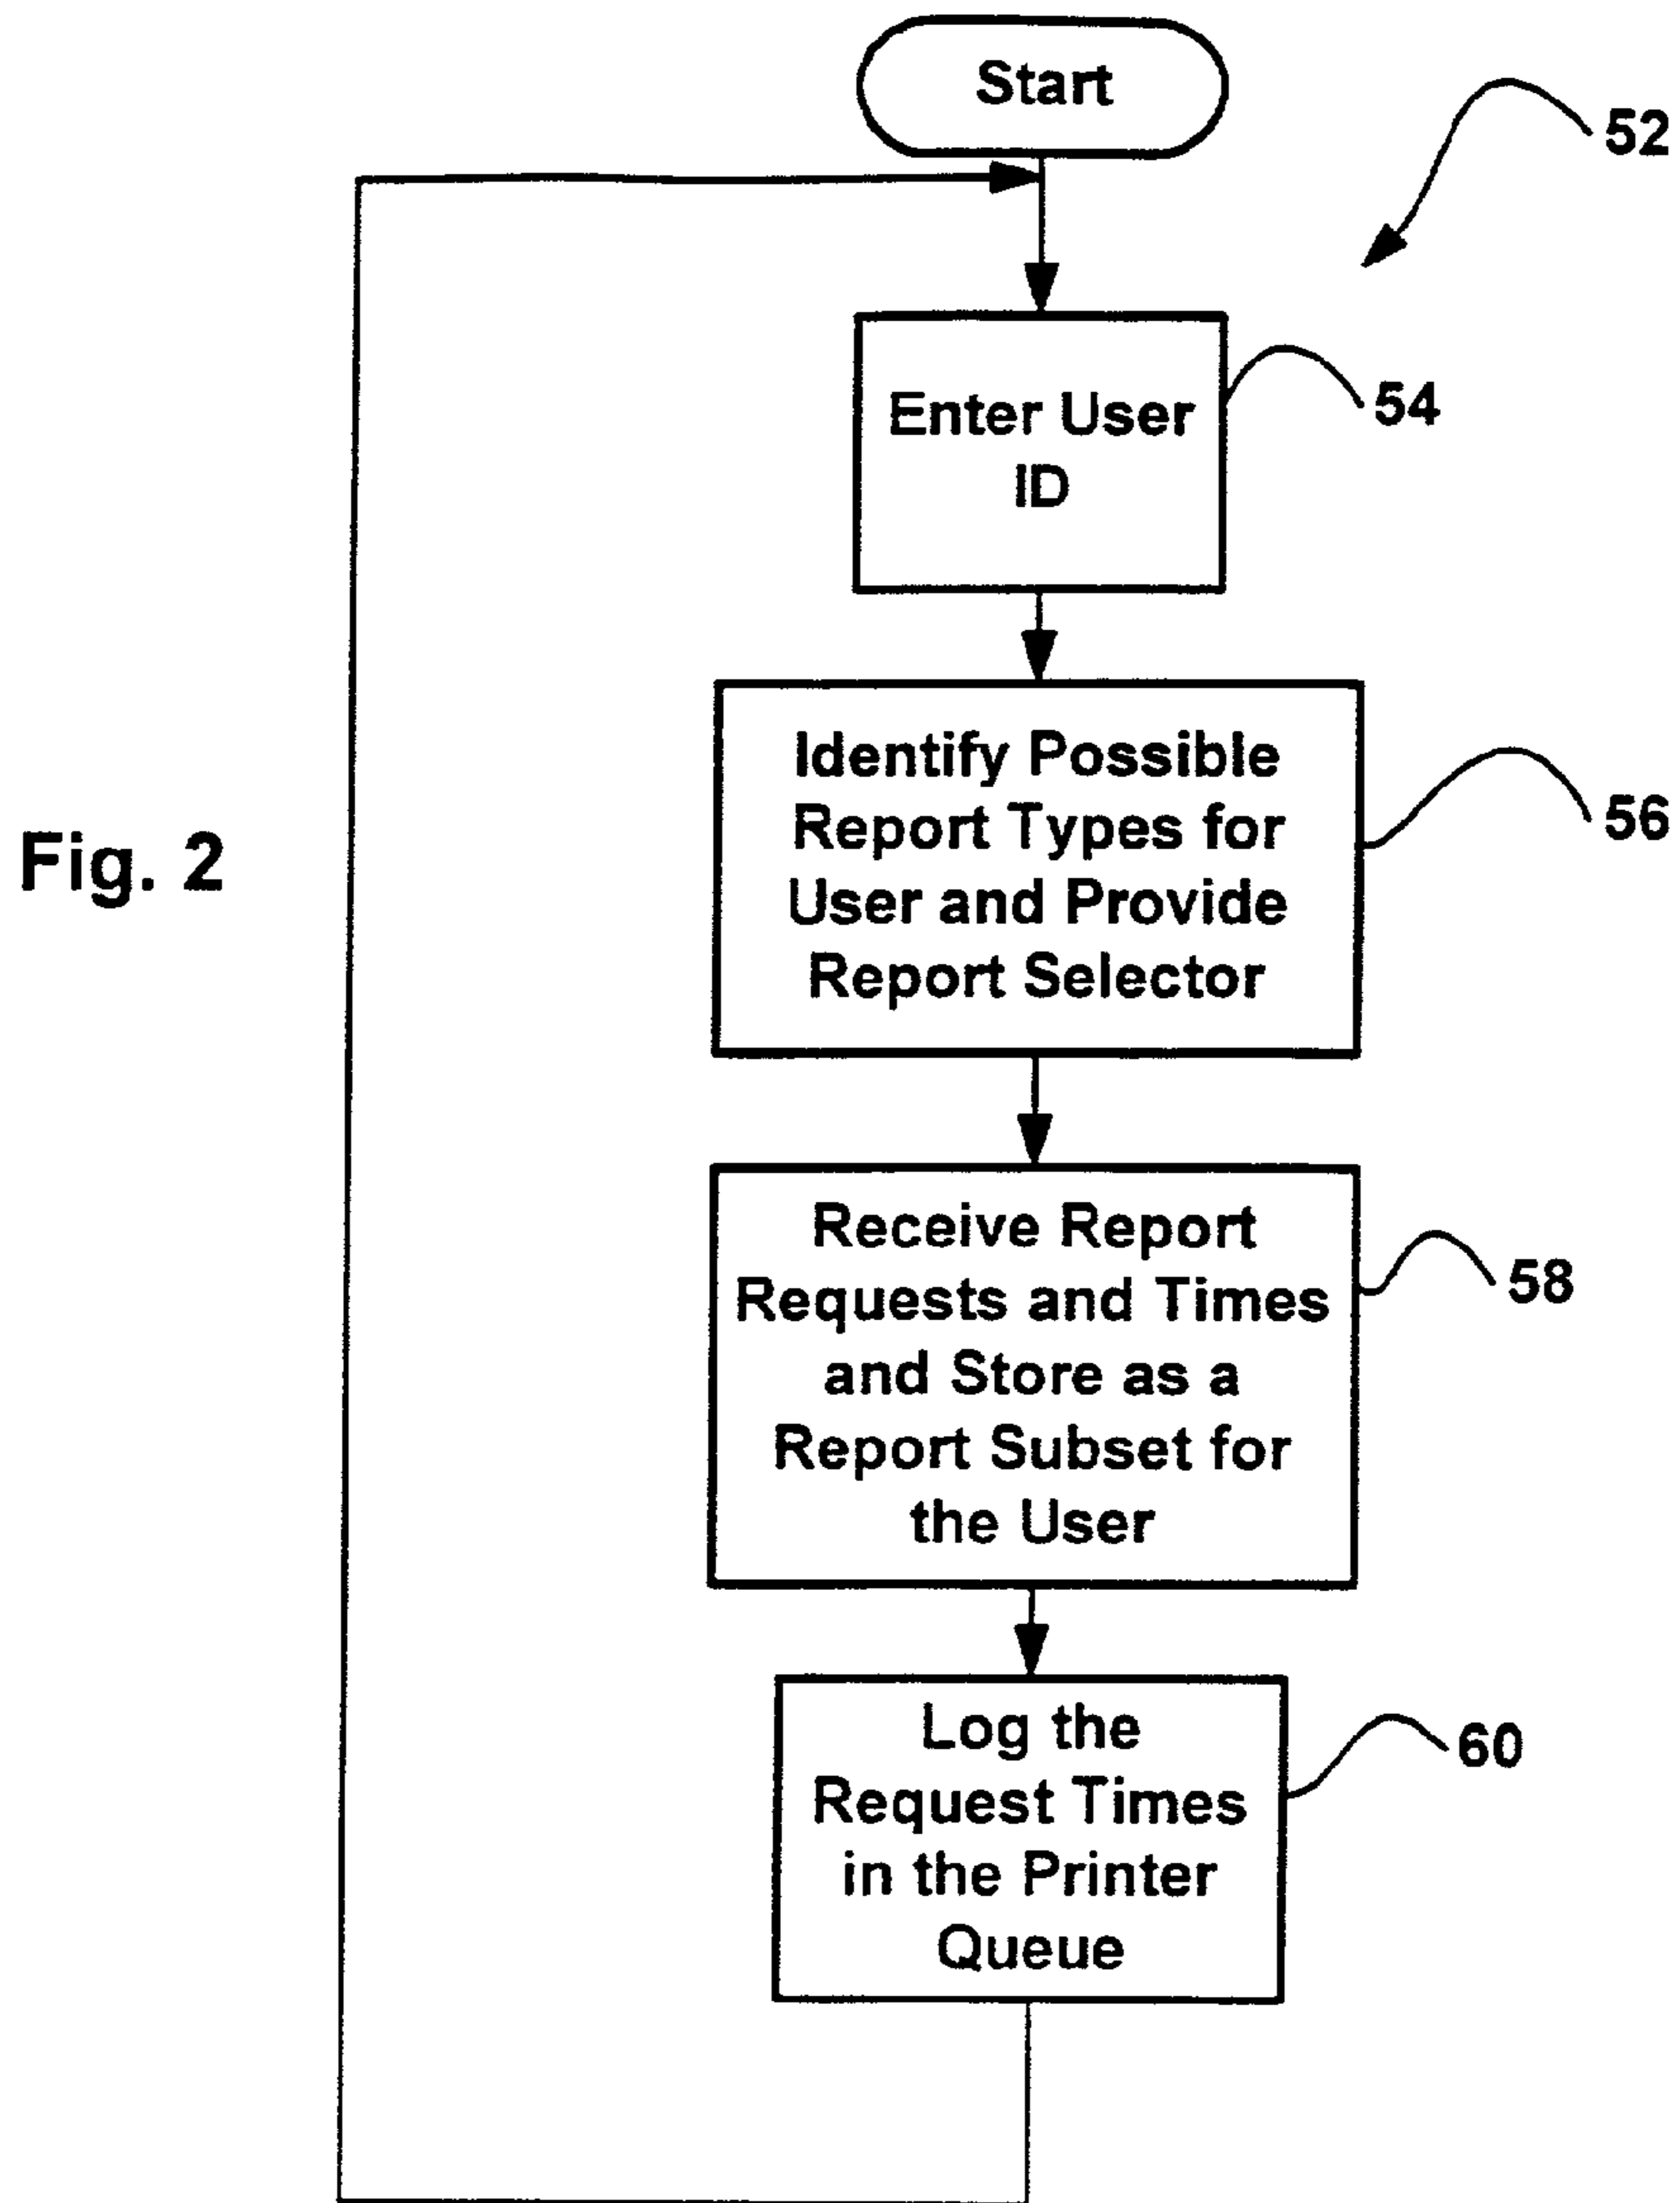 Start
52
Enter User
ID
54
Identify Possible
Report Types for
User and Provide
Report Selector
56
Fig. 2
Receive Report
Requests and Times
and Store as a
Report Subset for
the User
58
Log the
Request Times
in the Printer
Queue
60